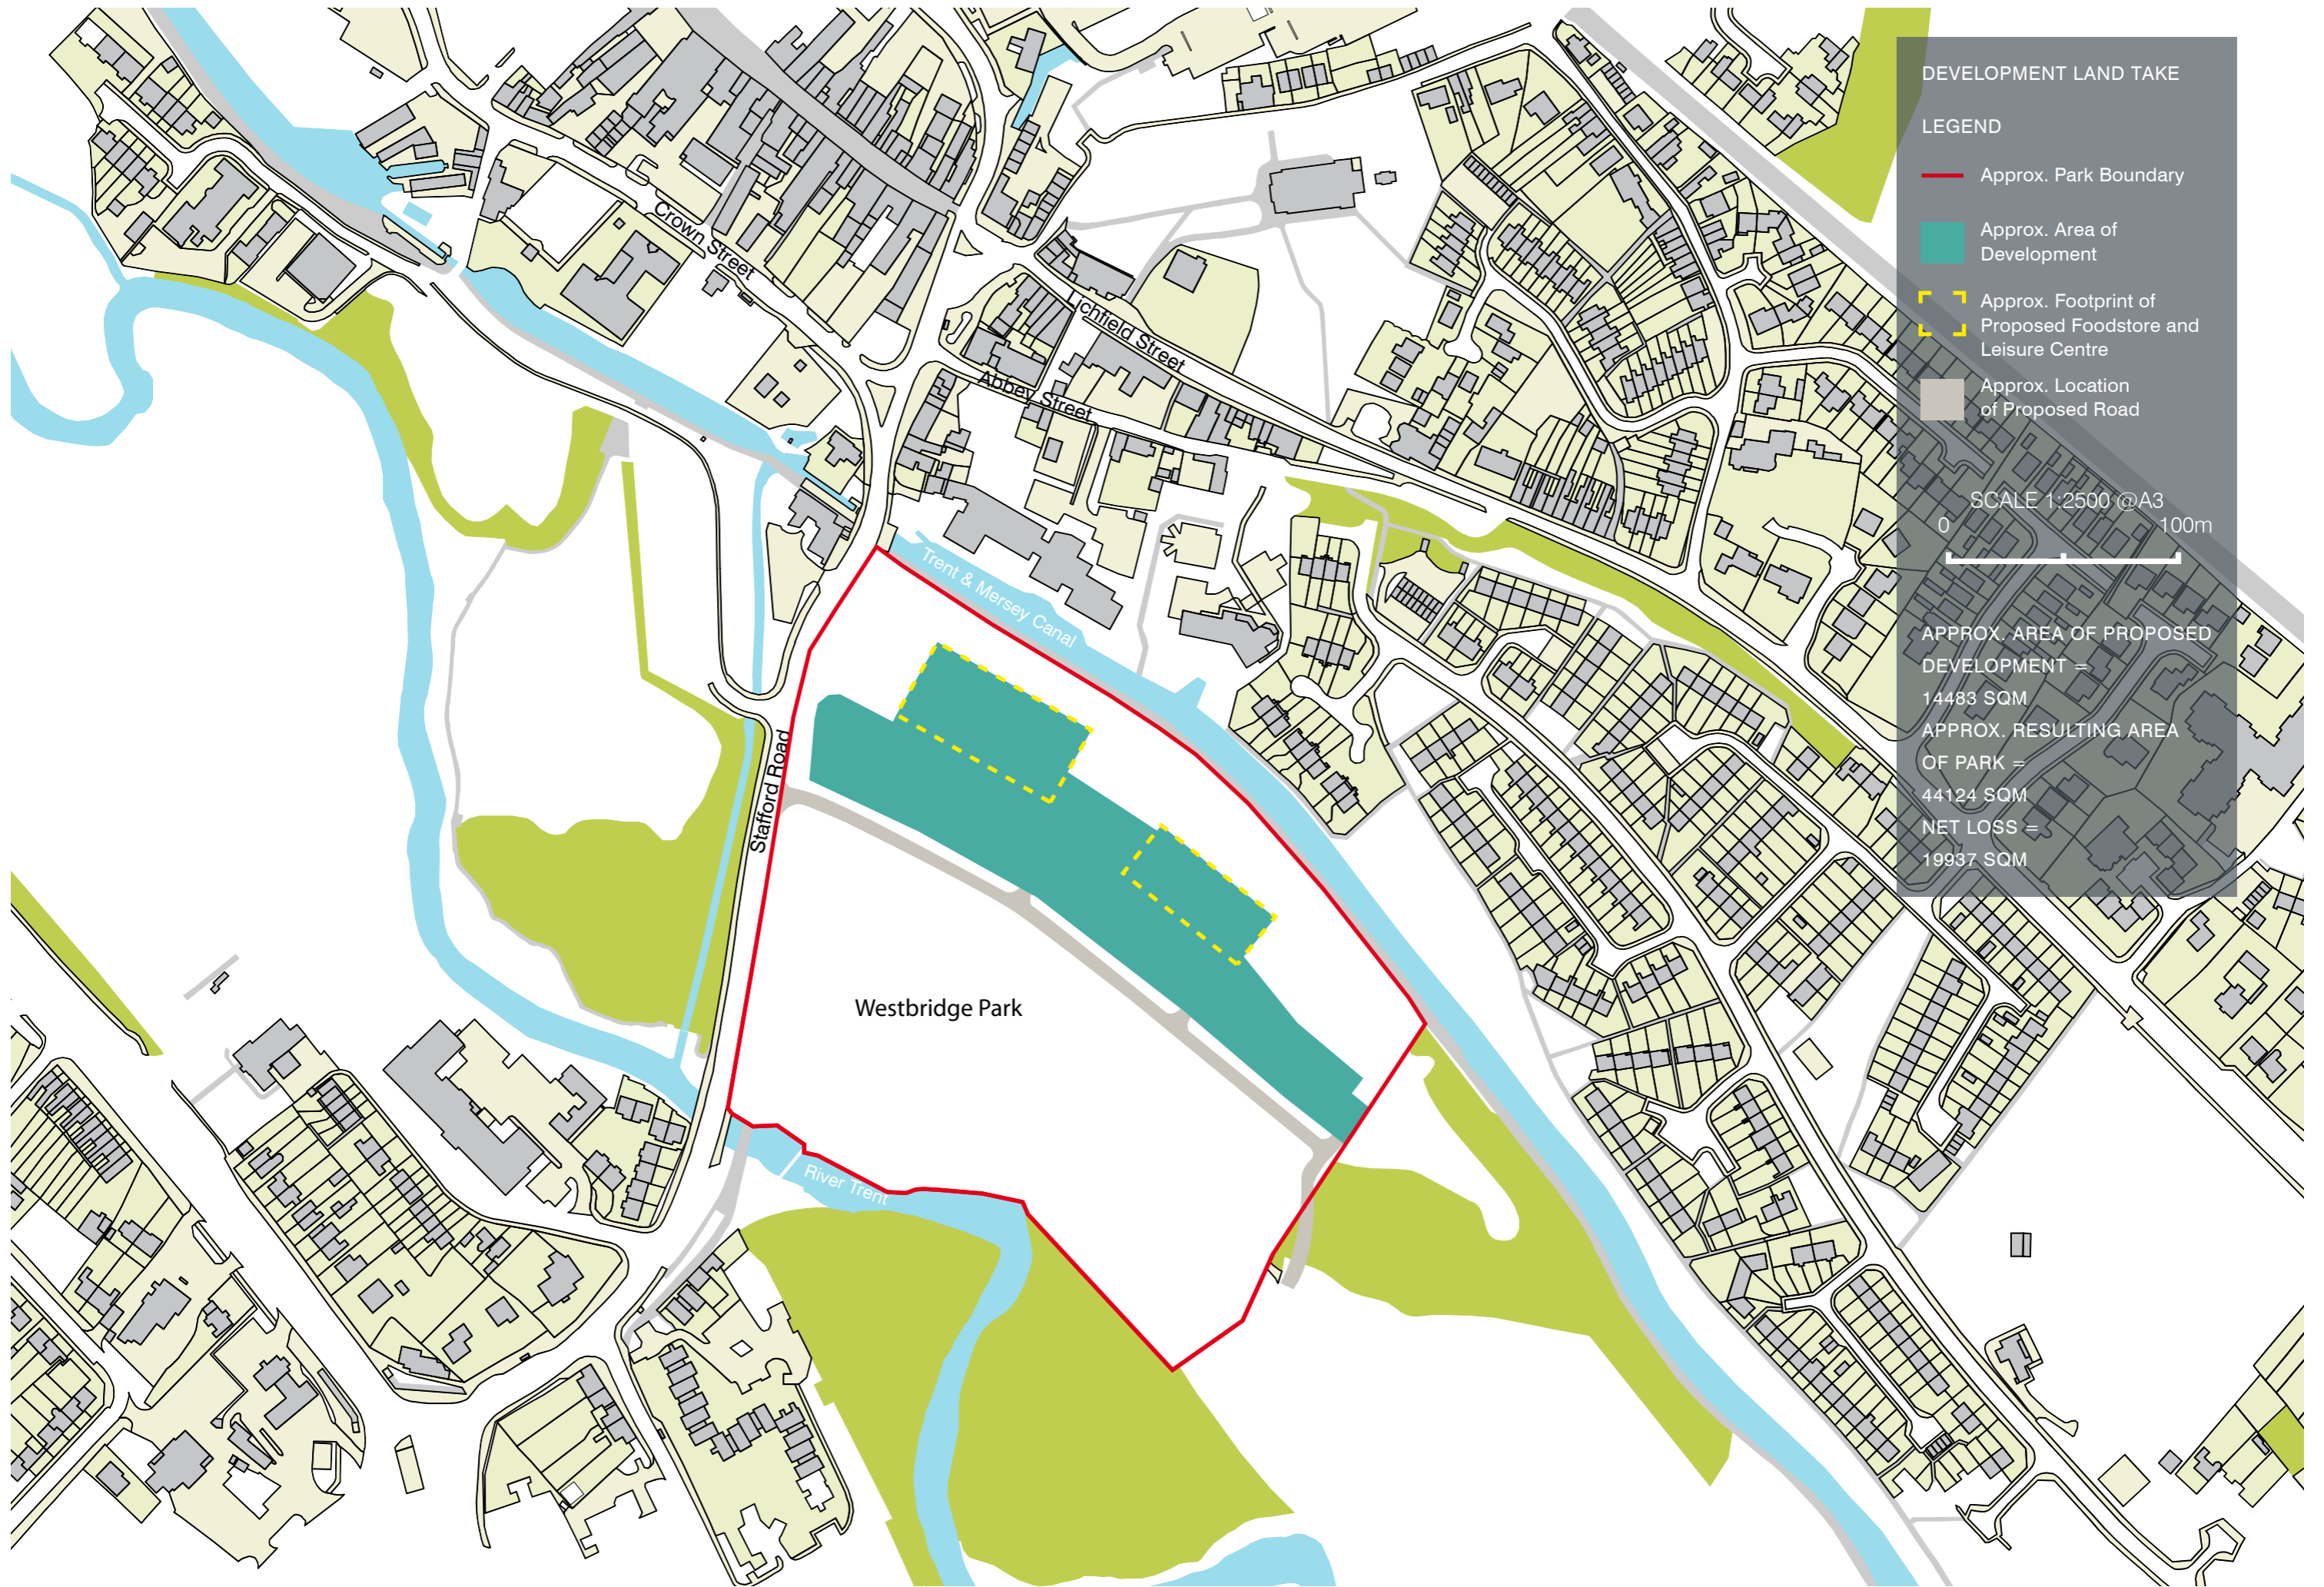 DEVELOPMENT LAND TAKE
LEGEND
Approx. Park Boundary
Approx. Area of
Development
Approx. Footprint of
Proposed Foodstore and
Leisure Centre
Approx. Location
of Proposed Road
SCALE 1:2500 @A3
0 100m
APPROX. AREA OF PROPOSED
DEVELOPMENT =
14483 SQM
APPROX. RESULTING AREA
OF PARK =
44124 SQM
NET LOSS =
19937 SQM
Crown Street
Lichfield Street
Abbey Street
Trent & Mersey Canal
Stafford Road
Westbridge Park
River Trent